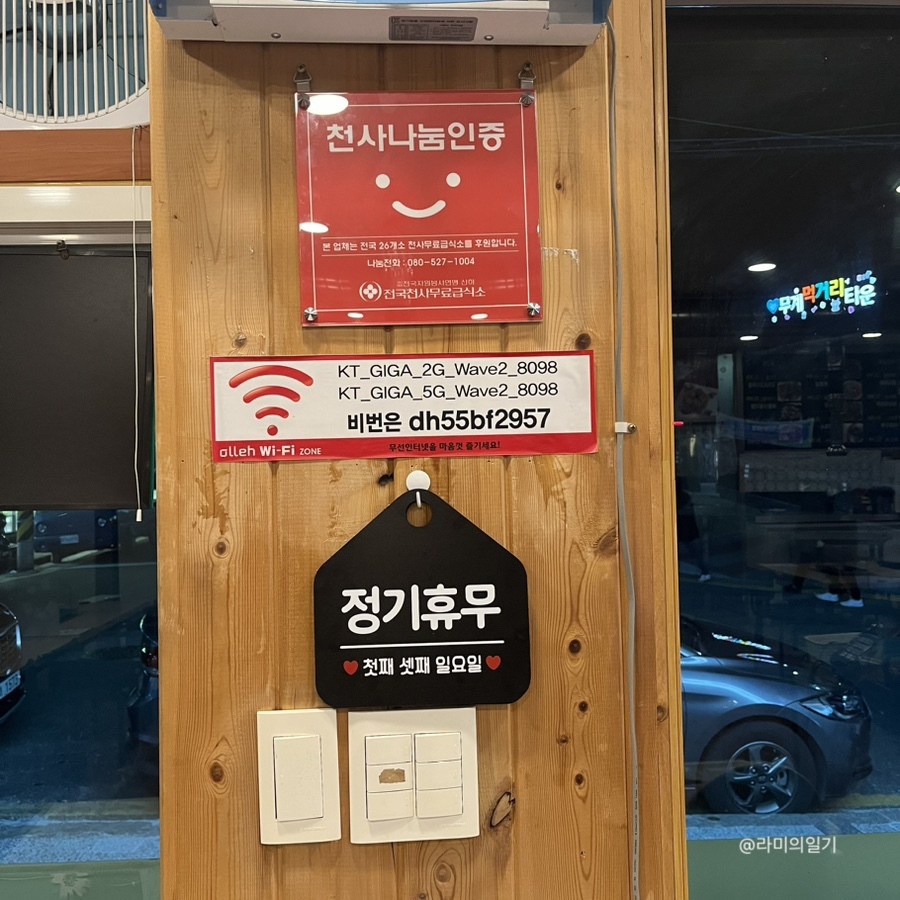 천사나눔인증
본 업체는 전국 26개소 천사무료급식소를 후원합니다.
나눔전화 : 080-527-1004
전국천사무료급식소
KT_GIGA_2G_Wave2_8098
KT_GIGA_5G_Wave2_8098
비번은 dh55bf2957
olleh Wi-Fi ZONE
무선인터넷을 마음껏 즐기세요!
무계먹거리타운
정기휴무
첫째 셋째 일요일
@라미의일기